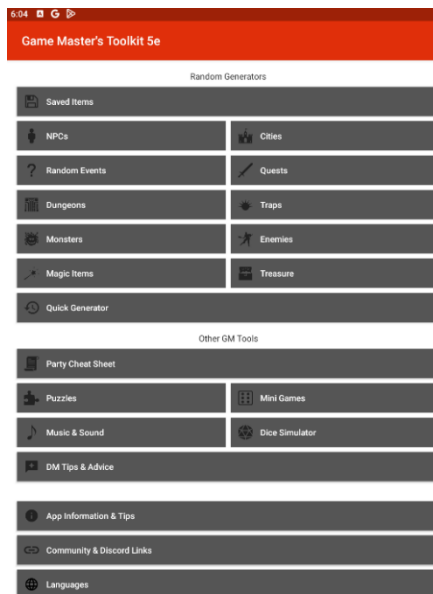 6:04
Game Master's Toolkit 5e
Random Generators
Saved Items
NPCs
Cities
Random Events
Quests
Dungeons
Traps
Monsters
Enemies
Magic Items
Treasure
Quick Generator
Other GM Tools
Party Cheat Sheet
Puzzles
Mini Games
Music & Sound
Dice Simulator
DM Tips & Advice
App Information & Tips
Community & Discord Links
Languages